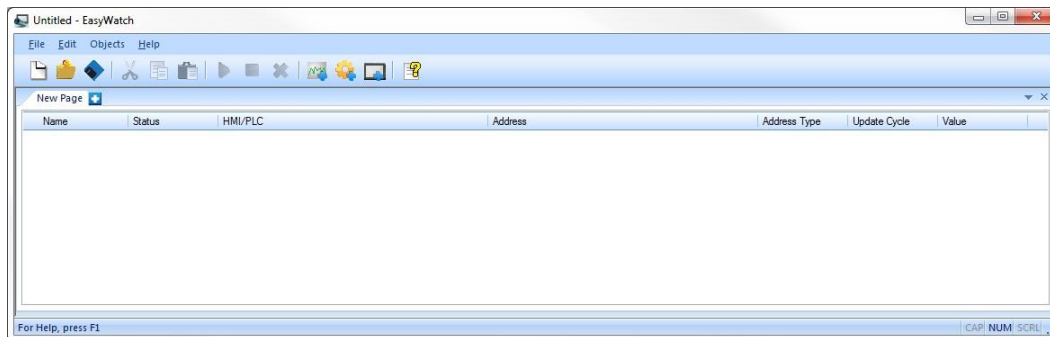 Untitled - EasyWatch
File Edit Objects Help
New Page
Name Status HMI/PLC Address Address Type Update Cycle Value
For Help, press F1 CAP NUM SCRL